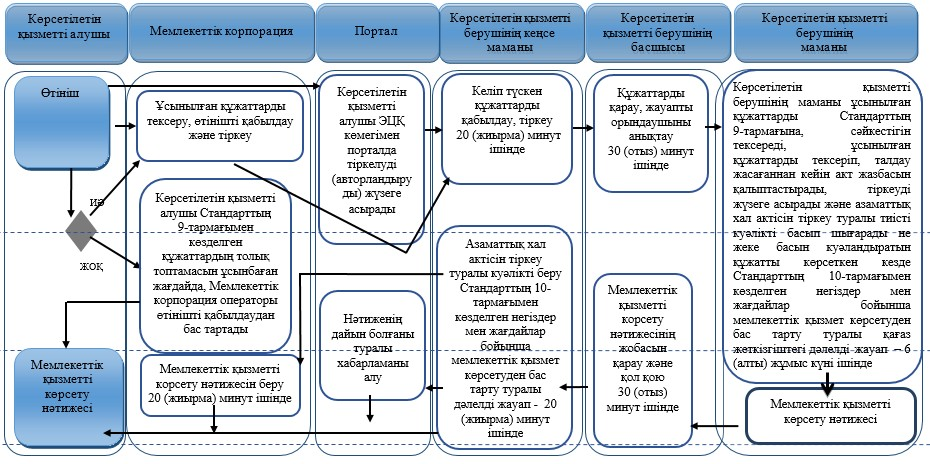 Көрсетілетін
қызметті алушы
Мемлекеттік корпорация
Портал
Көрсетілетін қызметті
берушінің кеңсе
маманы
Көрсетілетін
қызметті берушінің
басшысы
Көрсетілетін қызметті
берушінің
маманы
Өтініш
иә
жоқ
Мемлекеттік
қызметті
көрсету
нәтижесі
Ұсынылған құжаттарды
тексеру, өтінішті қабылдау
және тіркеу
Көрсетілетін қызметті
алушы Стандарттың
9-тармағымен
көзделген
құжаттардың толық
топтамасын ұсынбаған
жағдайда, Мемлекеттік
корпорация операторы
өтінішті қабылдаудан
бас тартады
Мемлекеттік қызметті
көрсету нәтижесін беру
20 (жиырма) минут ішінде
Көрсетілетін
қызметті
алушы ЭЦҚ
көмегімен
порталда
тіркелуді
(авторландыру
ды) жүзеге
асырады
Нәтиженің
дайын болғаны
туралы
хабарламаны
алу
Келіп түскен
құжаттарды
қабылдау, тіркеу
20 (жиырма) минут
ішінде
Азаматтық хал
актісін тіркеу
туралы куәлікті беру
Стандарттың 10-
тармағымен
көзделген негіздер
мен жағдайлар
бойынша
мемлекеттік қызмет
көрсетуден бас
тарту туралы
дәлелді жауап - 20
(жиырма) минут
ішінде
Құжаттарды
қарау, жауапты
орындаушыны
анықтау
30 (отыз) минут
ішінде
Мемлекеттік
қызметті
көрсету
нәтижесінің
жобасын
қарау және
қол қою
30 (отыз)
минут ішінде
Көрсетілетін қызметті
берушінің маманы ұсынылған
құжаттарды Стандарттың
9-тармағына, сәйкестігін
тексереді, ұсынылған
құжаттарды тексеріп, талдау
жасағаннан кейін акт жазбасын
қалыптастырады, тіркеуді
жүзеге асырады және азаматтық
хал актісін тіркеу туралы тиісті
куәлікті басып шығарады не
жеке басын куәландыратын
құжатты көрсеткен кезде
Стандарттың 10-тармағымен
көзделген негіздер мен
жағдайлар бойынша
мемлекеттік қызмет көрсетуден
бас тарту туралы қағаз
жеткізгіштегі дәлелді жауап – 6
(алты) жұмыс күні ішінде
Мемлекеттік қызметті
көрсету нәтижесі